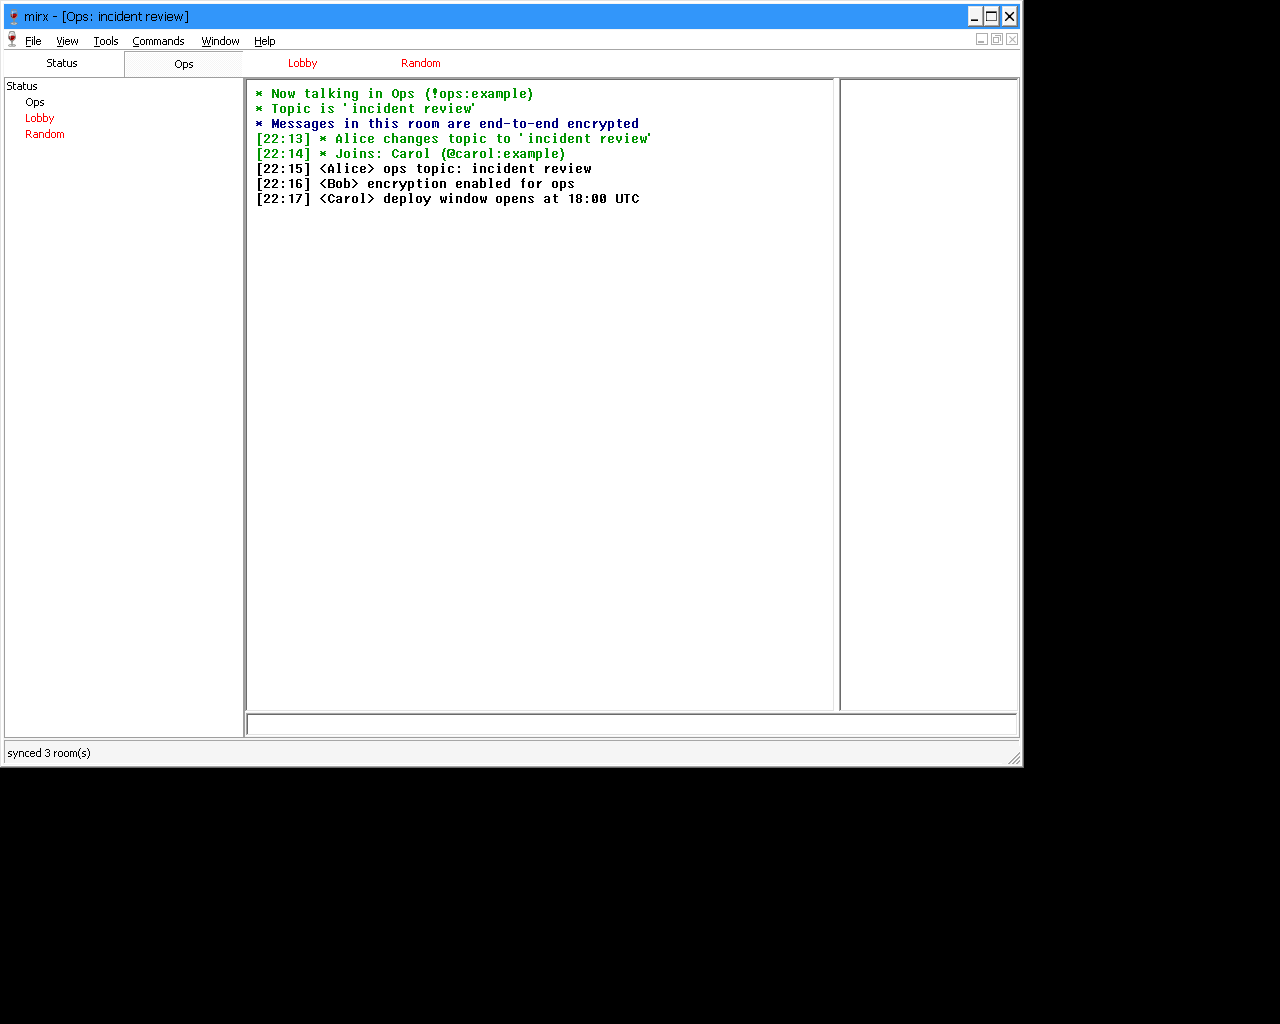 mirx - [Ops: incident review]
File View Tools Commands Window Help
Status Ops Lobby Random
Status
Ops
Lobby
Random
* Now talking in Ops (!ops:example)
* Topic is 'incident review'
* Messages in this room are end-to-end encrypted
[22:13] * Alice changes topic to 'incident review'
[22:14] * Joins: Carol (@carol:example)
[22:15] <Alice> ops topic: incident review
[22:16] <Bob> encryption enabled for ops
[22:17] <Carol> deploy window opens at 18:00 UTC
synced 3 room(s)